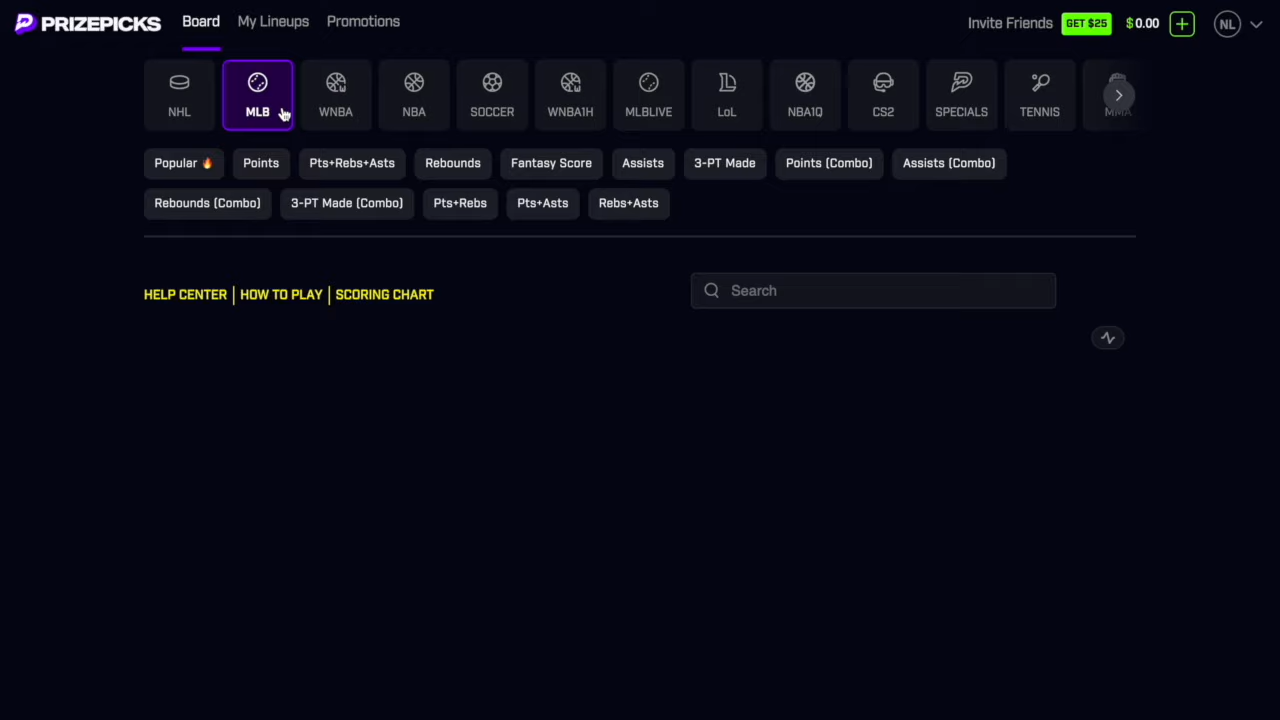 PRIZEPICKS Board My Lineups Promotions Invite Friends GET $25 $0.00 NL
NHL MLB WNBA NBA SOCCER WNBA1H MLBLIVE LoL NBA1Q CS2 SPECIALS TENNIS MMA
Popular Points Pts+Rebs+Asts Rebounds Fantasy Score Assists 3-PT Made Points (Combo) Assists (Combo)
Rebounds (Combo) 3-PT Made (Combo) Pts+Rebs Pts+Asts Rebs+Asts
HELP CENTER | HOW TO PLAY | SCORING CHART Search